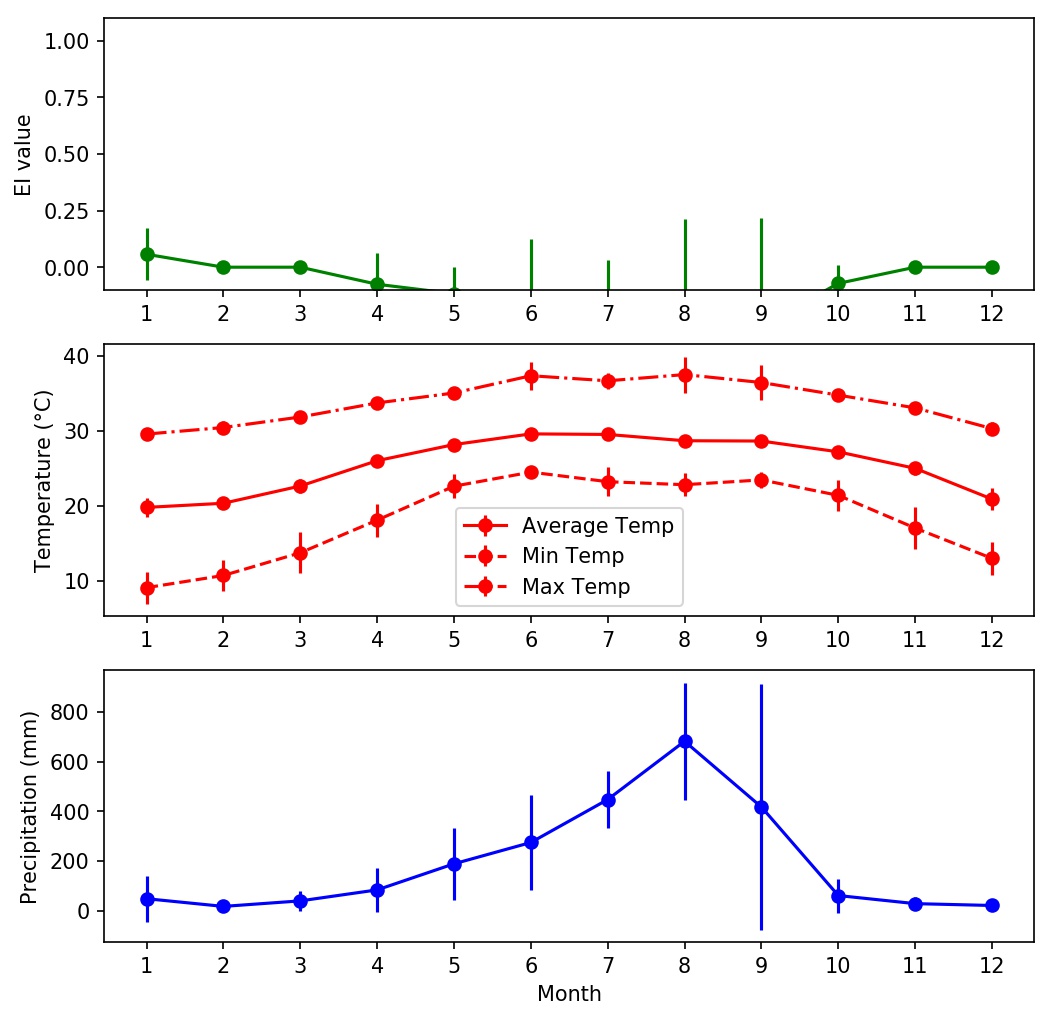 EI value
1.00
0.75
0.50
0.25
0.00
1 2 3 4 5 6 7 8 9 10 11 12
Temperature (°C)
40
30
20
10
Average Temp
Min Temp
Max Temp
1 2 3 4 5 6 7 8 9 10 11 12
Precipitation (mm)
800
600
400
200
0
1 2 3 4 5 6 7 8 9 10 11 12
Month